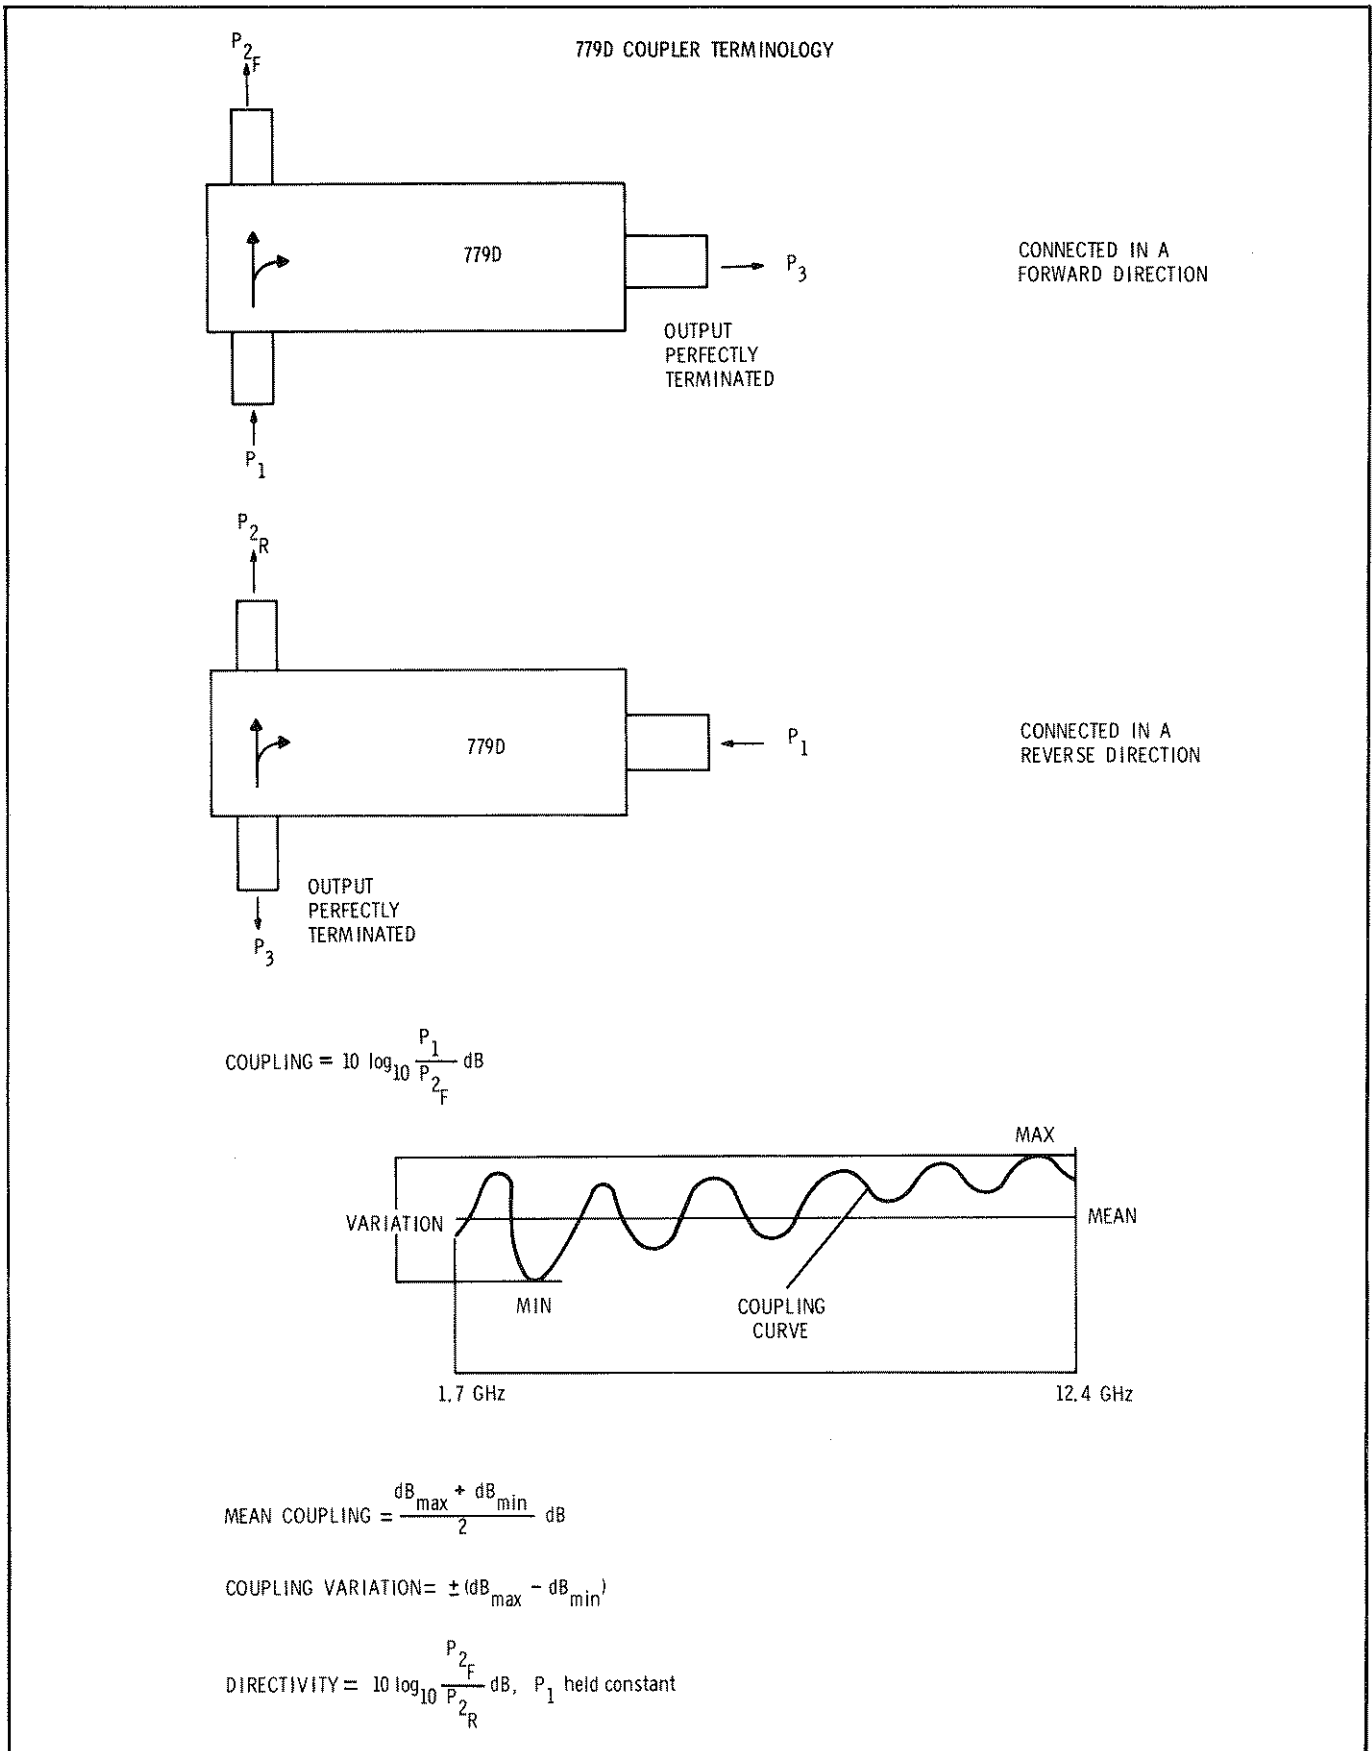 779D COUPLER TERMINOLOGY
P2F
779D
P3
CONNECTED IN A
FORWARD DIRECTION
OUTPUT
PERFECTLY
TERMINATED
P1
P2R
779D
P1
CONNECTED IN A
REVERSE DIRECTION
OUTPUT
PERFECTLY
TERMINATED
P3
COUPLING = 10 log10 P1/P2F dB
MAX
VARIATION
MEAN
MIN
COUPLING
CURVE
1.7 GHz
12.4 GHz
MEAN COUPLING = dBmax + dBmin / 2 dB
COUPLING VARIATION = ±(dBmax - dBmin)
DIRECTIVITY = 10 log10 P2F/P2R dB, P1 held constant